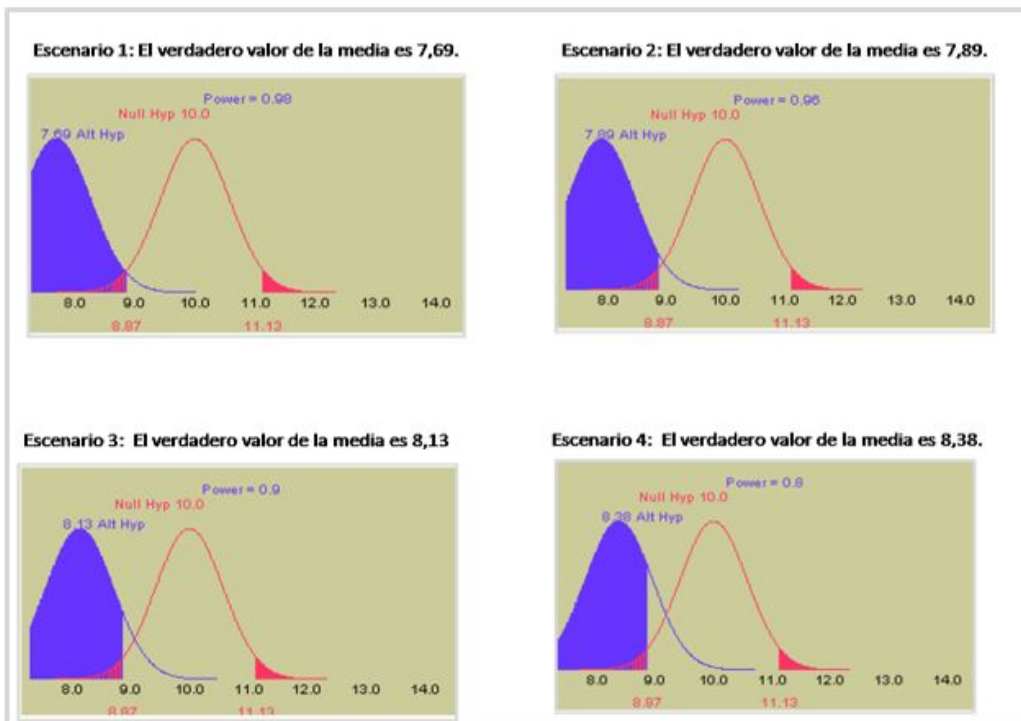 Escenario 1: El verdadero valor de la media es 7,69.
Power = 0.98
Null Hyp 10.0
7.69 Alt Hyp
8.0 9.0 10.0 11.0 12.0 13.0 14.0
8.87 11.13
Escenario 2: El verdadero valor de la media es 7,89.
Power = 0.96
Null Hyp 10.0
7.89 Alt Hyp
8.0 9.0 10.0 11.0 12.0 13.0 14.0
8.87 11.13
Escenario 3: El verdadero valor de la media es 8,13
Power = 0.9
Null Hyp 10.0
8.13 Alt Hyp
8.0 9.0 10.0 11.0 12.0 13.0 14.0
8.87 11.13
Escenario 4: El verdadero valor de la media es 8,38.
Power = 0.8
Null Hyp 10.0
8.38 Alt Hyp
8.0 9.0 10.0 11.0 12.0 13.0 14.0
8.87 11.13